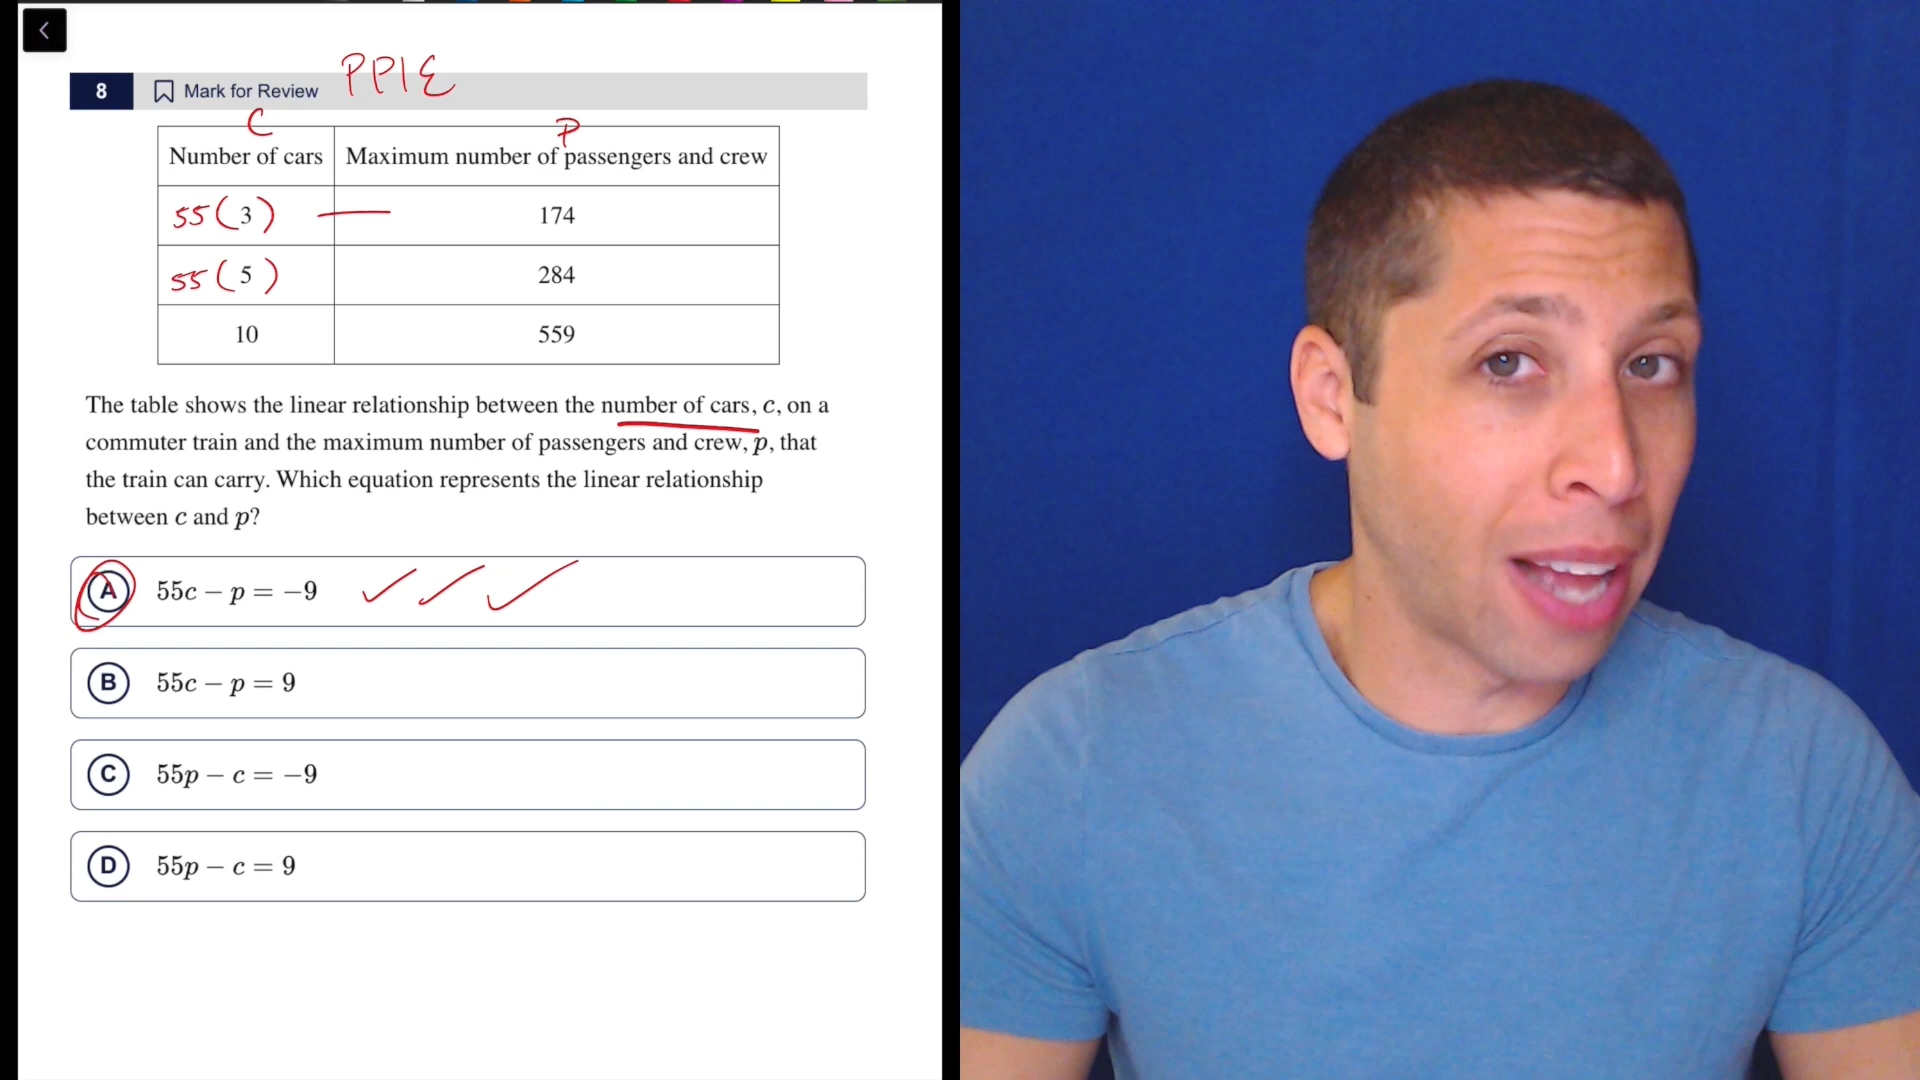 PPIE
8 Mark for Review
C P
Number of cars Maximum number of passengers and crew
55(3) — 174
55(5) 284
10 559
The table shows the linear relationship between the number of cars, c, on a
commuter train and the maximum number of passengers and crew, p, that
the train can carry. Which equation represents the linear relationship
between c and p?
A 55c − p = −9 ✓ ✓ ✓
B 55c − p = 9
C 55p − c = −9
D 55p − c = 9